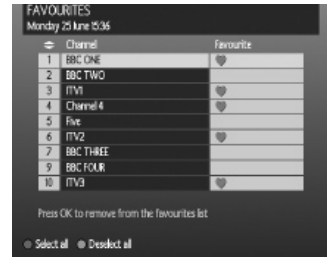 FAVOURITES
Monday 25 June 15:36
Channel Favourite
1 BBC ONE
2 BBC TWO
3 ITV1
4 Channel 4
5 Five
6 ITV2
7 BBC THREE
9 BBC FOUR
10 ITV3
Press OK to remove from the favourites list
Select all Deselect all